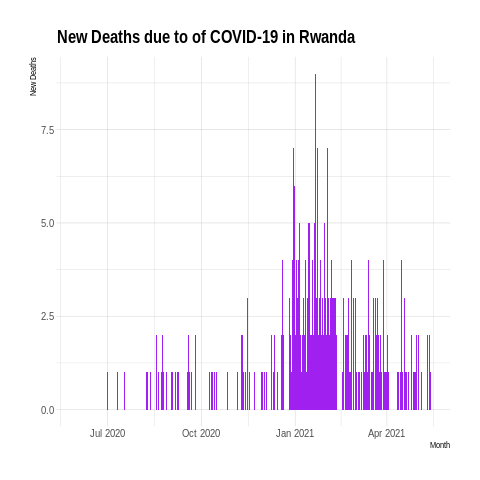 New Deaths due to of COVID-19 in Rwanda
New Deaths
7.5
5.0
2.5
0.0
Jul 2020 Oct 2020 Jan 2021 Apr 2021
Month